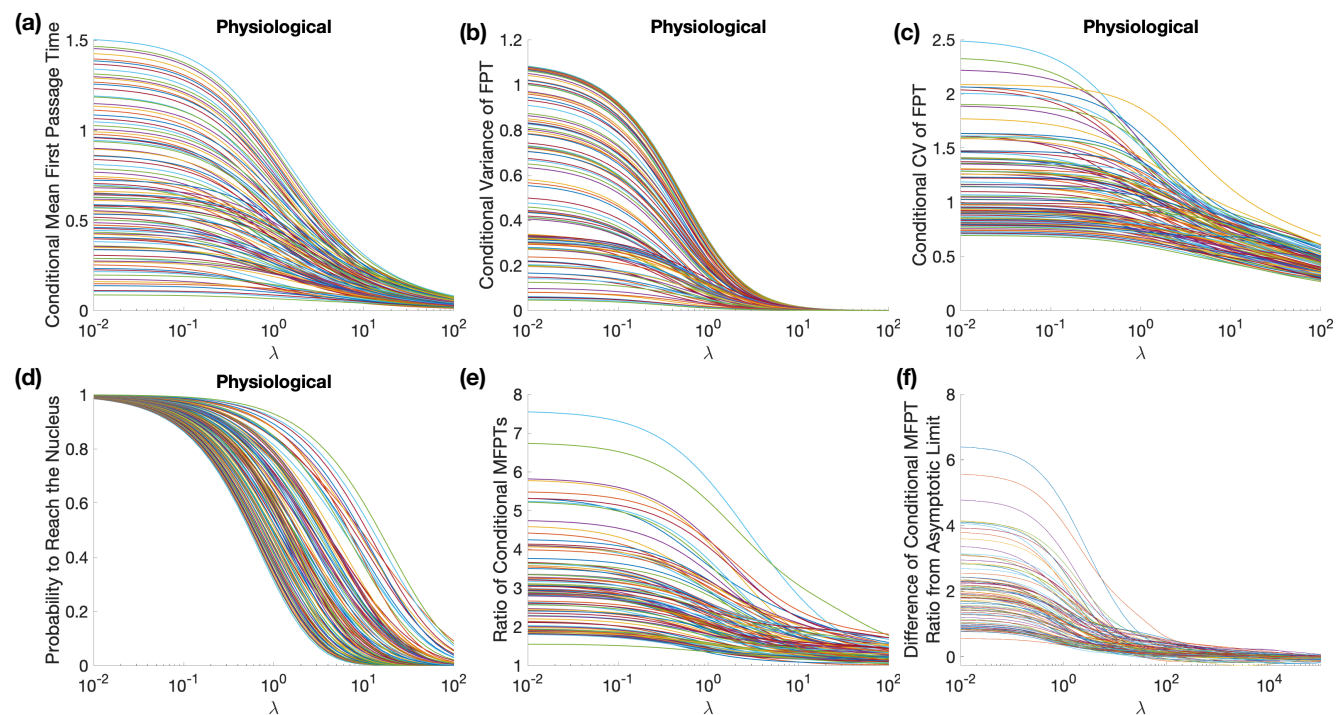 (a)
Physiological
Conditional Mean First Passage Time
1.5
1
0.5
0
10^-2
10^-1
10^0
10^1
10^2
λ
(b)
Physiological
Conditional Variance of FPT
1.2
1
0.8
0.6
0.4
0.2
0
10^-2
10^-1
10^0
10^1
10^2
λ
(c)
Physiological
Conditional CV of FPT
2.5
2
1.5
1
0.5
0
10^-2
10^-1
10^0
10^1
10^2
λ
(d)
Physiological
Probability to Reach the Nucleus
1
0.8
0.6
0.4
0.2
0
10^-2
10^-1
10^0
10^1
10^2
λ
(e)
Ratio of Conditional MFPTs
8
7
6
5
4
3
2
1
10^-2
10^-1
10^0
10^1
10^2
λ
(f)
Difference of Conditional MFPT
Ratio from Asymptotic Limit
8
6
4
2
0
10^-2
10^0
10^2
10^4
λ